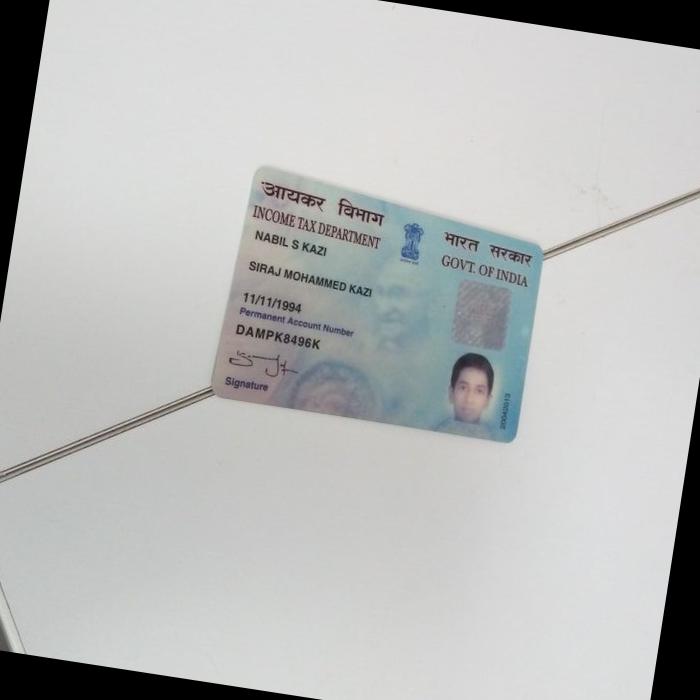 आयकर विभाग
INCOME TAX DEPARTMENT
भारत सरकार
GOVT. OF INDIA
NABIL S KAZI
SIRAJ MOHAMMED KAZI
11/11/1994
Permanent Account Number
DAMPK8496K
Signature
20042013